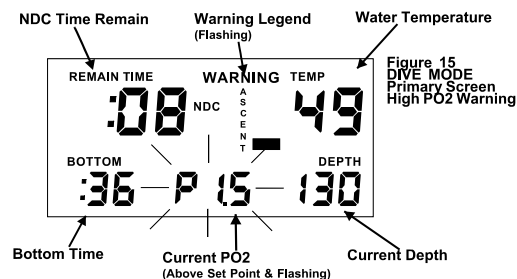 NDC Time Remain
Warning Legend
(Flashing)
Water Temperature
Figure 15
DIVE MODE
Primary Screen
High PO2 Warning
REMAIN TIME
WARNING
TEMP
:08
NDC
ASCENT
49
BOTTOM
DEPTH
:36
P 1.5
130
Bottom Time
Current PO2
(Above Set Point & Flashing)
Current Depth